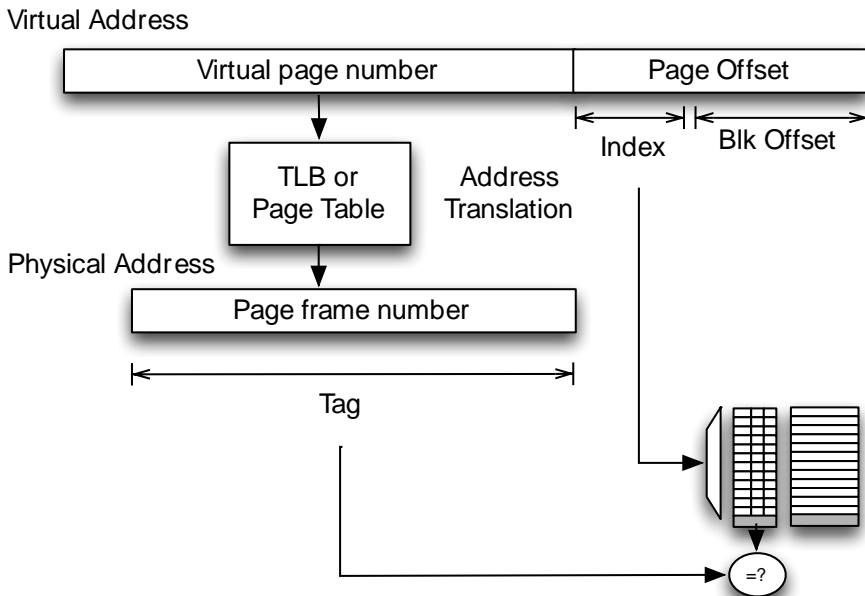 Virtual Address
Virtual page number
Page Offset
Index
Blk Offset
TLB or
Page Table
Address
Translation
Physical Address
Page frame number
Tag
=?